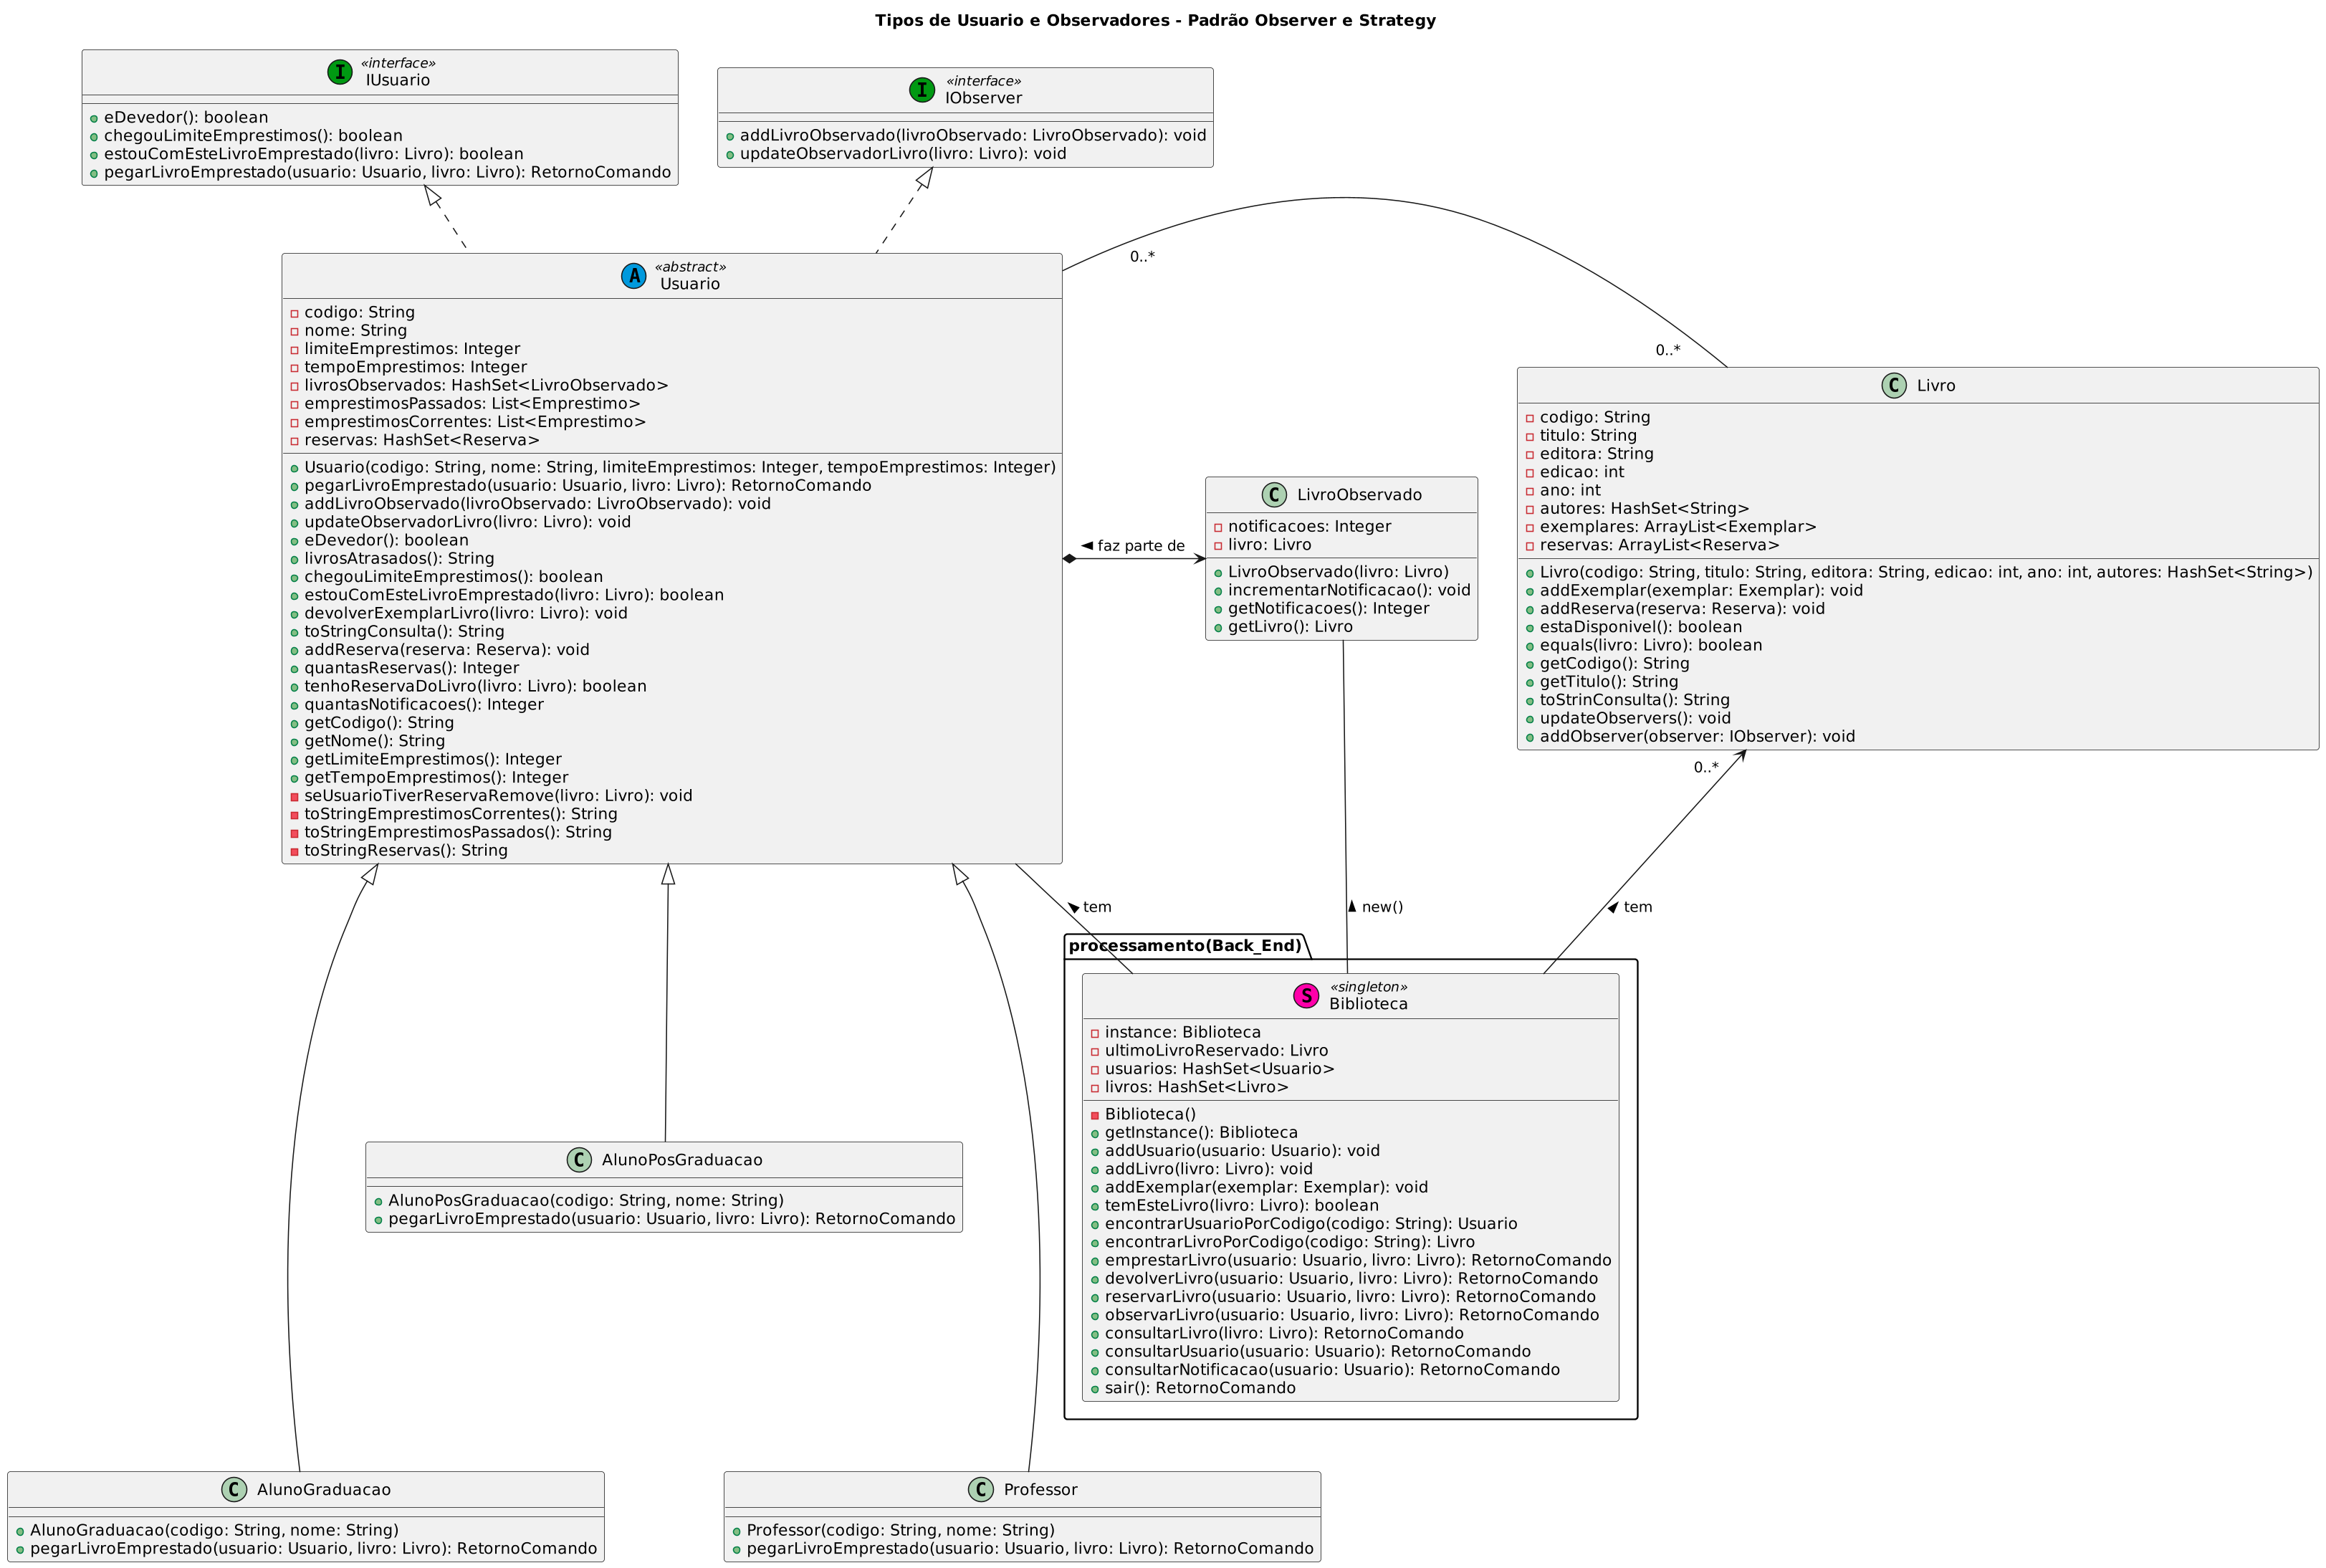 Tipos de Usuario e Observadores - Padrão Observer e Strategy
I
«interface»
IUsuario
eDevedor(): boolean
chegouLimiteEmprestimos(): boolean
estouComEsteLivroEmprestado(livro: Livro): boolean
pegarLivroEmprestado(usuario: Usuario, livro: Livro): RetornoComando
I
«interface»
IObserver
addLivroObservado(livroObservado: LivroObservado): void
updateObservadorLivro(livro: Livro): void
A
«abstract»
Usuario
codigo: String
nome: String
limiteEmprestimos: Integer
tempoEmprestimos: Integer
livrosObservados: HashSet<LivroObservado>
emprestimosPassados: List<Emprestimo>
emprestimosCorrentes: List<Emprestimo>
reservas: HashSet<Reserva>
Usuario(codigo: String, nome: String, limiteEmprestimos: Integer, tempoEmprestimos: Integer)
pegarLivroEmprestado(usuario: Usuario, livro: Livro): RetornoComando
addLivroObservado(livroObservado: LivroObservado): void
updateObservadorLivro(livro: Livro): void
eDevedor(): boolean
livrosAtrasados(): String
chegouLimiteEmprestimos(): boolean
estouComEsteLivroEmprestado(livro: Livro): boolean
devolverExemplarLivro(livro: Livro): void
toStringConsulta(): String
addReserva(reserva: Reserva): void
quantasReservas(): Integer
tenhoReservaDoLivro(livro: Livro): boolean
quantasNotificacoes(): Integer
getCodigo(): String
getNome(): String
getLimiteEmprestimos(): Integer
getTempoEmprestimos(): Integer
seUsuarioTiverReservaRemove(livro: Livro): void
toStringEmprestimosCorrentes(): String
toStringEmprestimosPassados(): String
toStringReservas(): String
0..*
0..*
faz parte de
C
LivroObservado
notificacoes: Integer
livro: Livro
LivroObservado(livro: Livro)
incrementarNotificacao(): void
getNotificacoes(): Integer
getLivro(): Livro
C
Livro
codigo: String
titulo: String
editora: String
edicao: int
ano: int
autores: HashSet<String>
exemplares: ArrayList<Exemplar>
reservas: ArrayList<Reserva>
Livro(codigo: String, titulo: String, editora: String, edicao: int, ano: int, autores: HashSet<String>)
addExemplar(exemplar: Exemplar): void
addReserva(reserva: Reserva): void
estaDisponivel(): boolean
equals(livro: Livro): boolean
getCodigo(): String
getTitulo(): String
toStrinConsulta(): String
updateObservers(): void
addObserver(observer: IObserver): void
0..*
tem
new()
tem
processamento(Back_End)
S
«singleton»
Biblioteca
instance: Biblioteca
ultimoLivroReservado: Livro
usuarios: HashSet<Usuario>
livros: HashSet<Livro>
Biblioteca()
getInstance(): Biblioteca
addUsuario(usuario: Usuario): void
addLivro(livro: Livro): void
addExemplar(exemplar: Exemplar): void
temEsteLivro(livro: Livro): boolean
encontrarUsuarioPorCodigo(codigo: String): Usuario
encontrarLivroPorCodigo(codigo: String): Livro
emprestarLivro(usuario: Usuario, livro: Livro): RetornoComando
devolverLivro(usuario: Usuario, livro: Livro): RetornoComando
reservarLivro(usuario: Usuario, livro: Livro): RetornoComando
observarLivro(usuario: Usuario, livro: Livro): RetornoComando
consultarLivro(livro: Livro): RetornoComando
consultarUsuario(usuario: Usuario): RetornoComando
consultarNotificacao(usuario: Usuario): RetornoComando
sair(): RetornoComando
C
AlunoPosGraduacao
AlunoPosGraduacao(codigo: String, nome: String)
pegarLivroEmprestado(usuario: Usuario, livro: Livro): RetornoComando
C
AlunoGraduacao
AlunoGraduacao(codigo: String, nome: String)
pegarLivroEmprestado(usuario: Usuario, livro: Livro): RetornoComando
C
Professor
Professor(codigo: String, nome: String)
pegarLivroEmprestado(usuario: Usuario, livro: Livro): RetornoComando